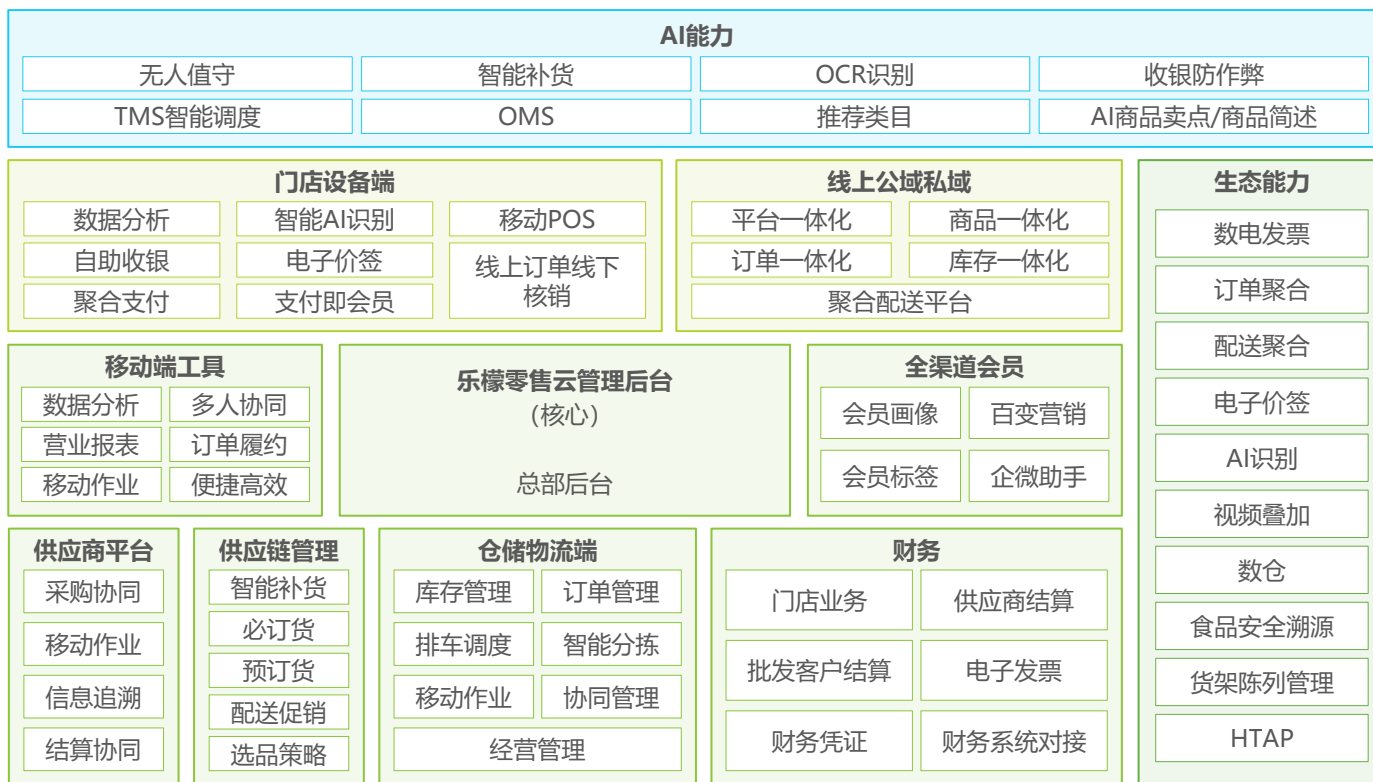 AI能力
无人值守
智能补货
OCR识别
收银防作弊
TMS智能调度
OMS
推荐类目
AI商品卖点/商品简述
门店设备端
数据分析
智能AI识别
移动POS
自助收银
电子价签
线上订单线下
核销
聚合支付
支付即会员
线上公域私域
平台一体化
商品一体化
订单一体化
库存一体化
聚合配送平台
生态能力
数电发票
订单聚合
配送聚合
电子价签
AI识别
视频叠加
数仓
食品安全溯源
货架陈列管理
HTAP
移动端工具
数据分析
多人协同
营业报表
订单履约
移动作业
便捷高效
乐檬零售云管理后台
(核心)
总部后台
全渠道会员
会员画像
百变营销
会员标签
企微助手
供应商平台
采购协同
移动作业
信息追溯
结算协同
供应链管理
智能补货
必订货
预订货
配送促销
选品策略
仓储物流端
库存管理
订单管理
排车调度
智能分拣
移动作业
协同管理
经营管理
财务
门店业务
供应商结算
批发客户结算
电子发票
财务凭证
财务系统对接